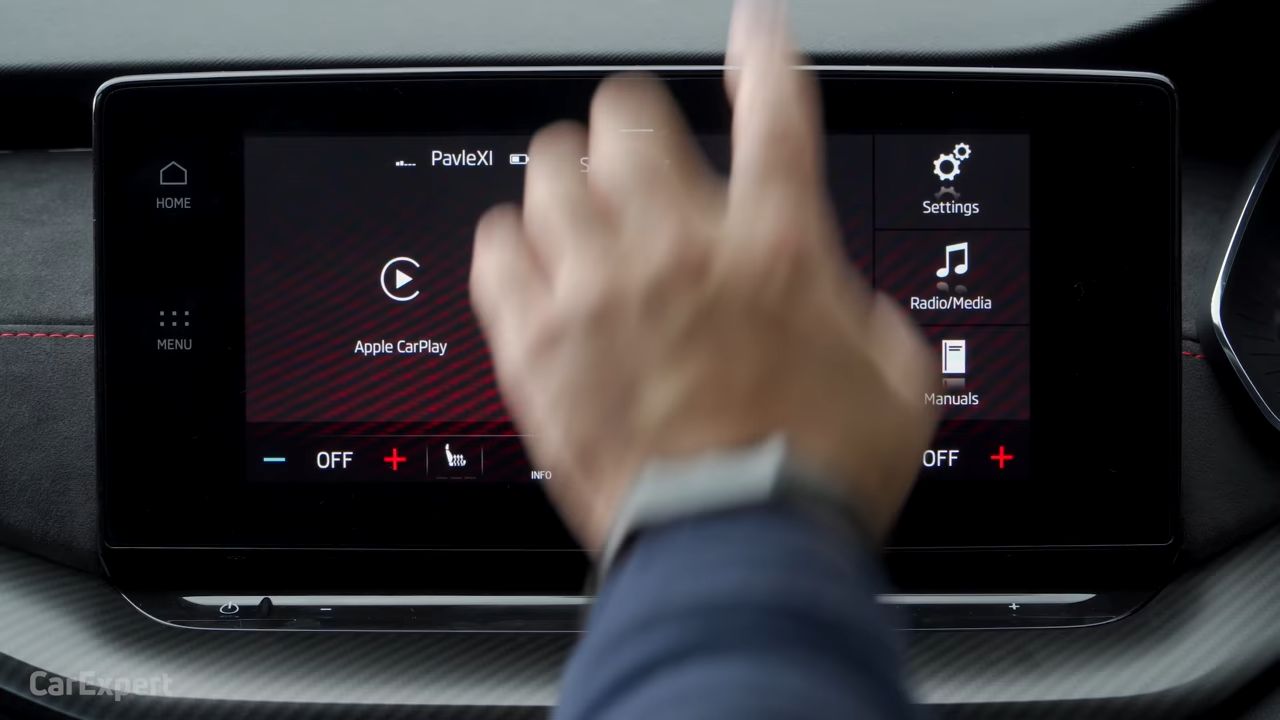 PavleXI
HOME
Settings
Radio/Media
MENU
Apple CarPlay
Manuals
− OFF +
INFO
OFF +
− +
CarExpert